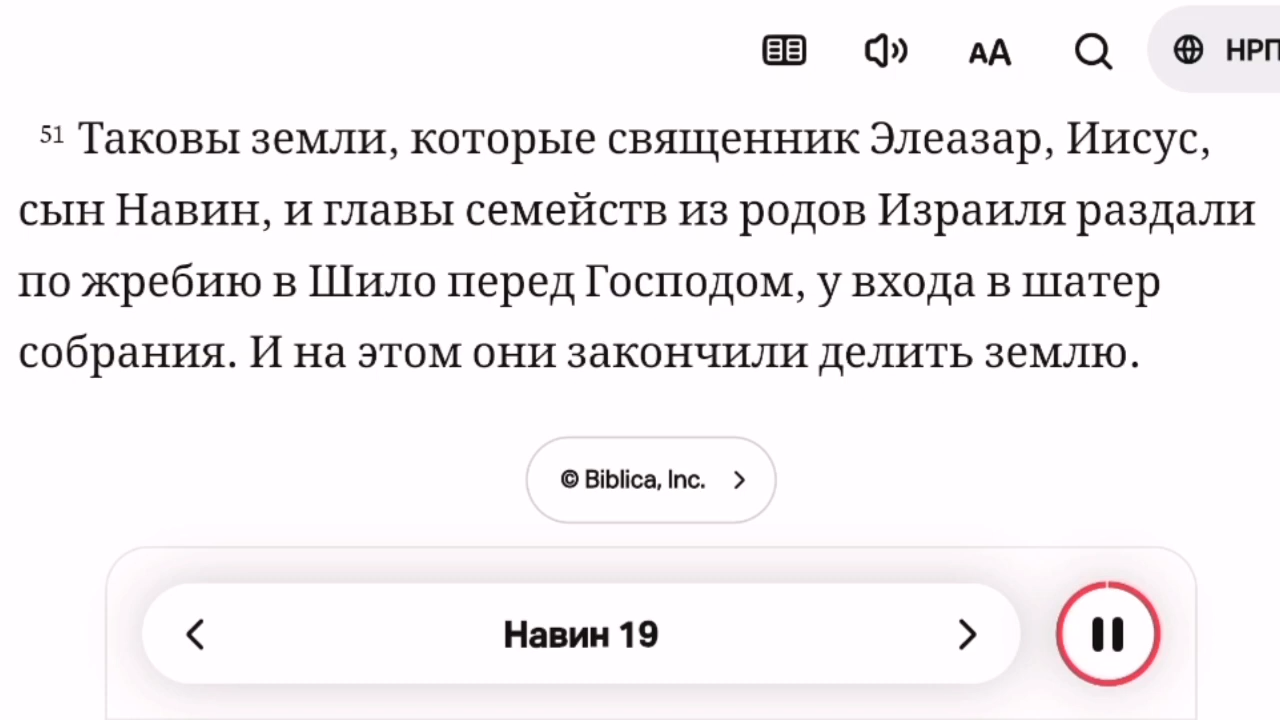 AA
НРП
51 Таковы земли, которые священник Элеазар, Иисус,
сын Навин, и главы семейств из родов Израиля раздали
по жребию в Шило перед Господом, у входа в шатер
собрания. И на этом они закончили делить землю.
© Biblica, Inc.
Навин 19